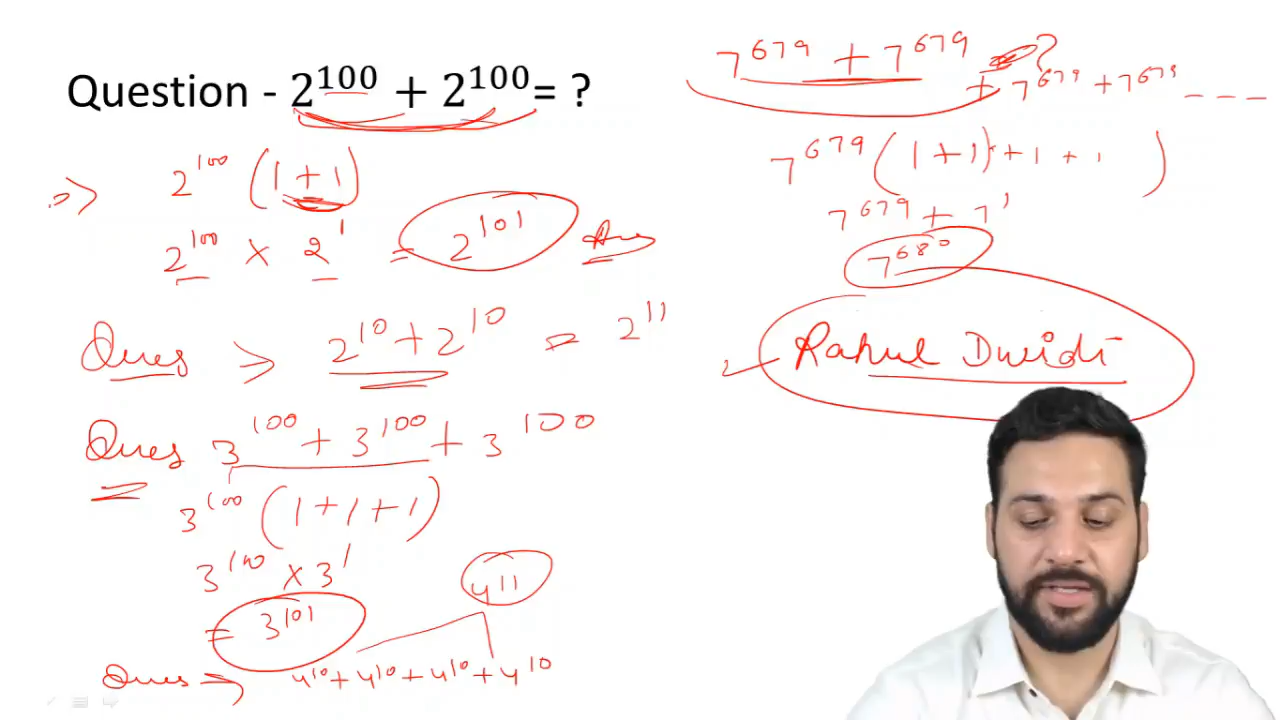 Question - 2^100 + 2^100 = ?
=> 2^100 (1 + 1)
2^100 × 2^1 = 2^101 Ans
Ques > 2^10 + 2^10 = 2^11
Ques 3^100 + 3^100 + 3^100
3^100 (1 + 1 + 1)
3^100 × 3^1
= 3^101
4^11
Ques → 4^10 + 4^10 + 4^10 + 4^10
7^679 + 7^679 = ?
+ 7^679 + 7^679 - - -
7^679 (1 + 1) + 1 + 1 )
7^679 + 7^1
7^680
Rahul Dwidi